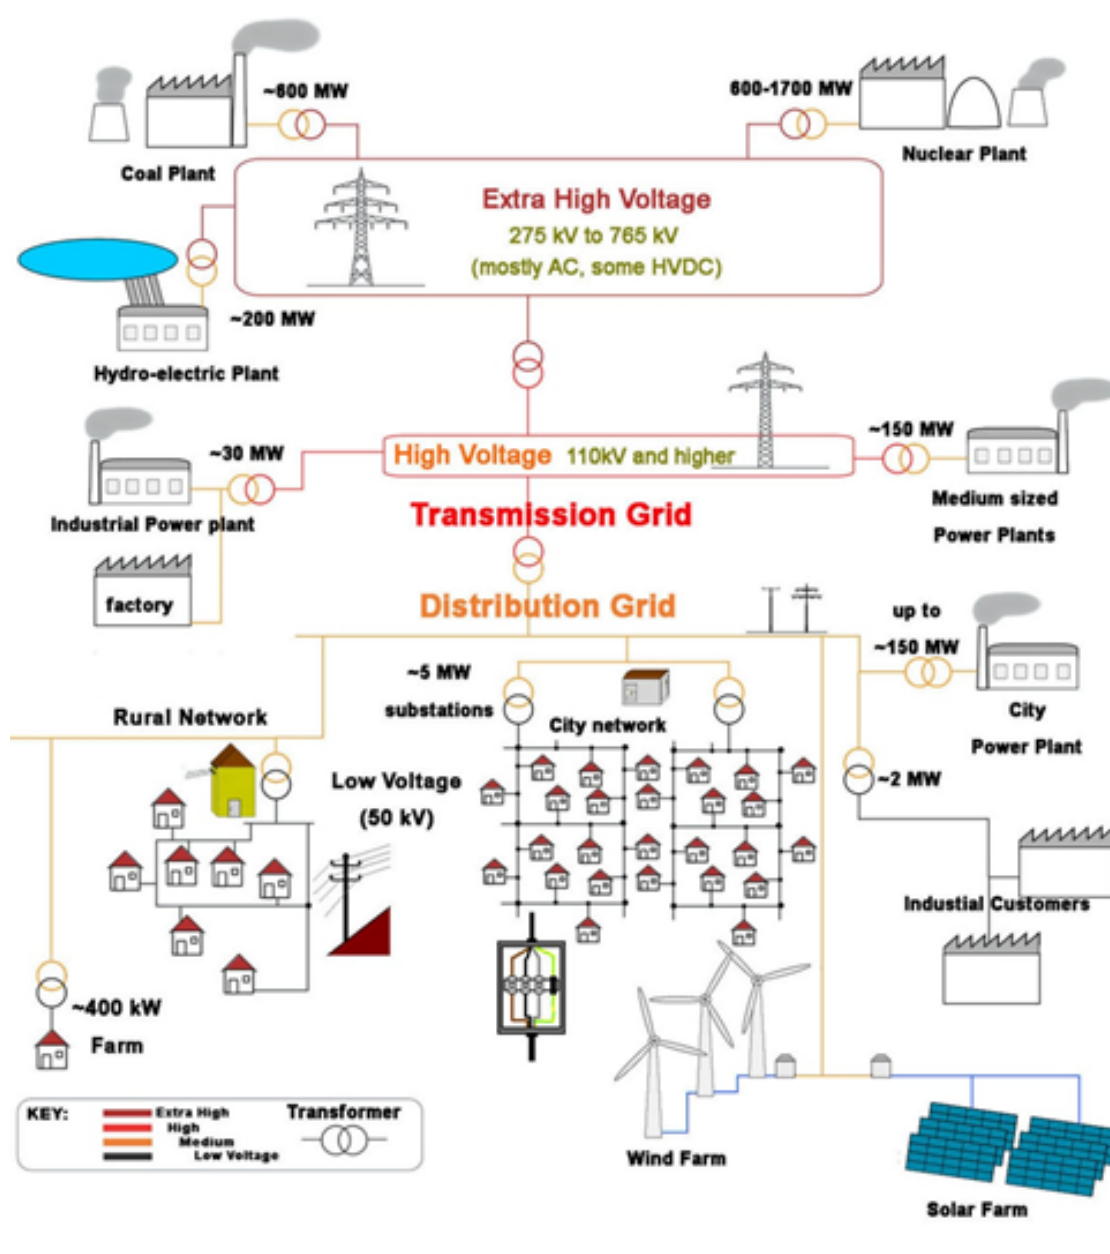 ~600 MW
600-1700 MW
Coal Plant
Nuclear Plant
Extra High Voltage
275 kV to 765 kV
(mostly AC, some HVDC)
~200 MW
Hydro-electric Plant
~30 MW
High Voltage 110kV and higher
~150 MW
Industrial Power plant
Medium sized
Power Plants
Transmission Grid
factory
Distribution Grid
up to
~150 MW
City
Power Plant
~5 MW
substations
City network
Rural Network
Low Voltage
(50 kV)
~2 MW
Industial Customers
~400 kW
Farm
Wind Farm
Solar Farm
KEY:
Extra High
High
Medium
Low Voltage
Transformer